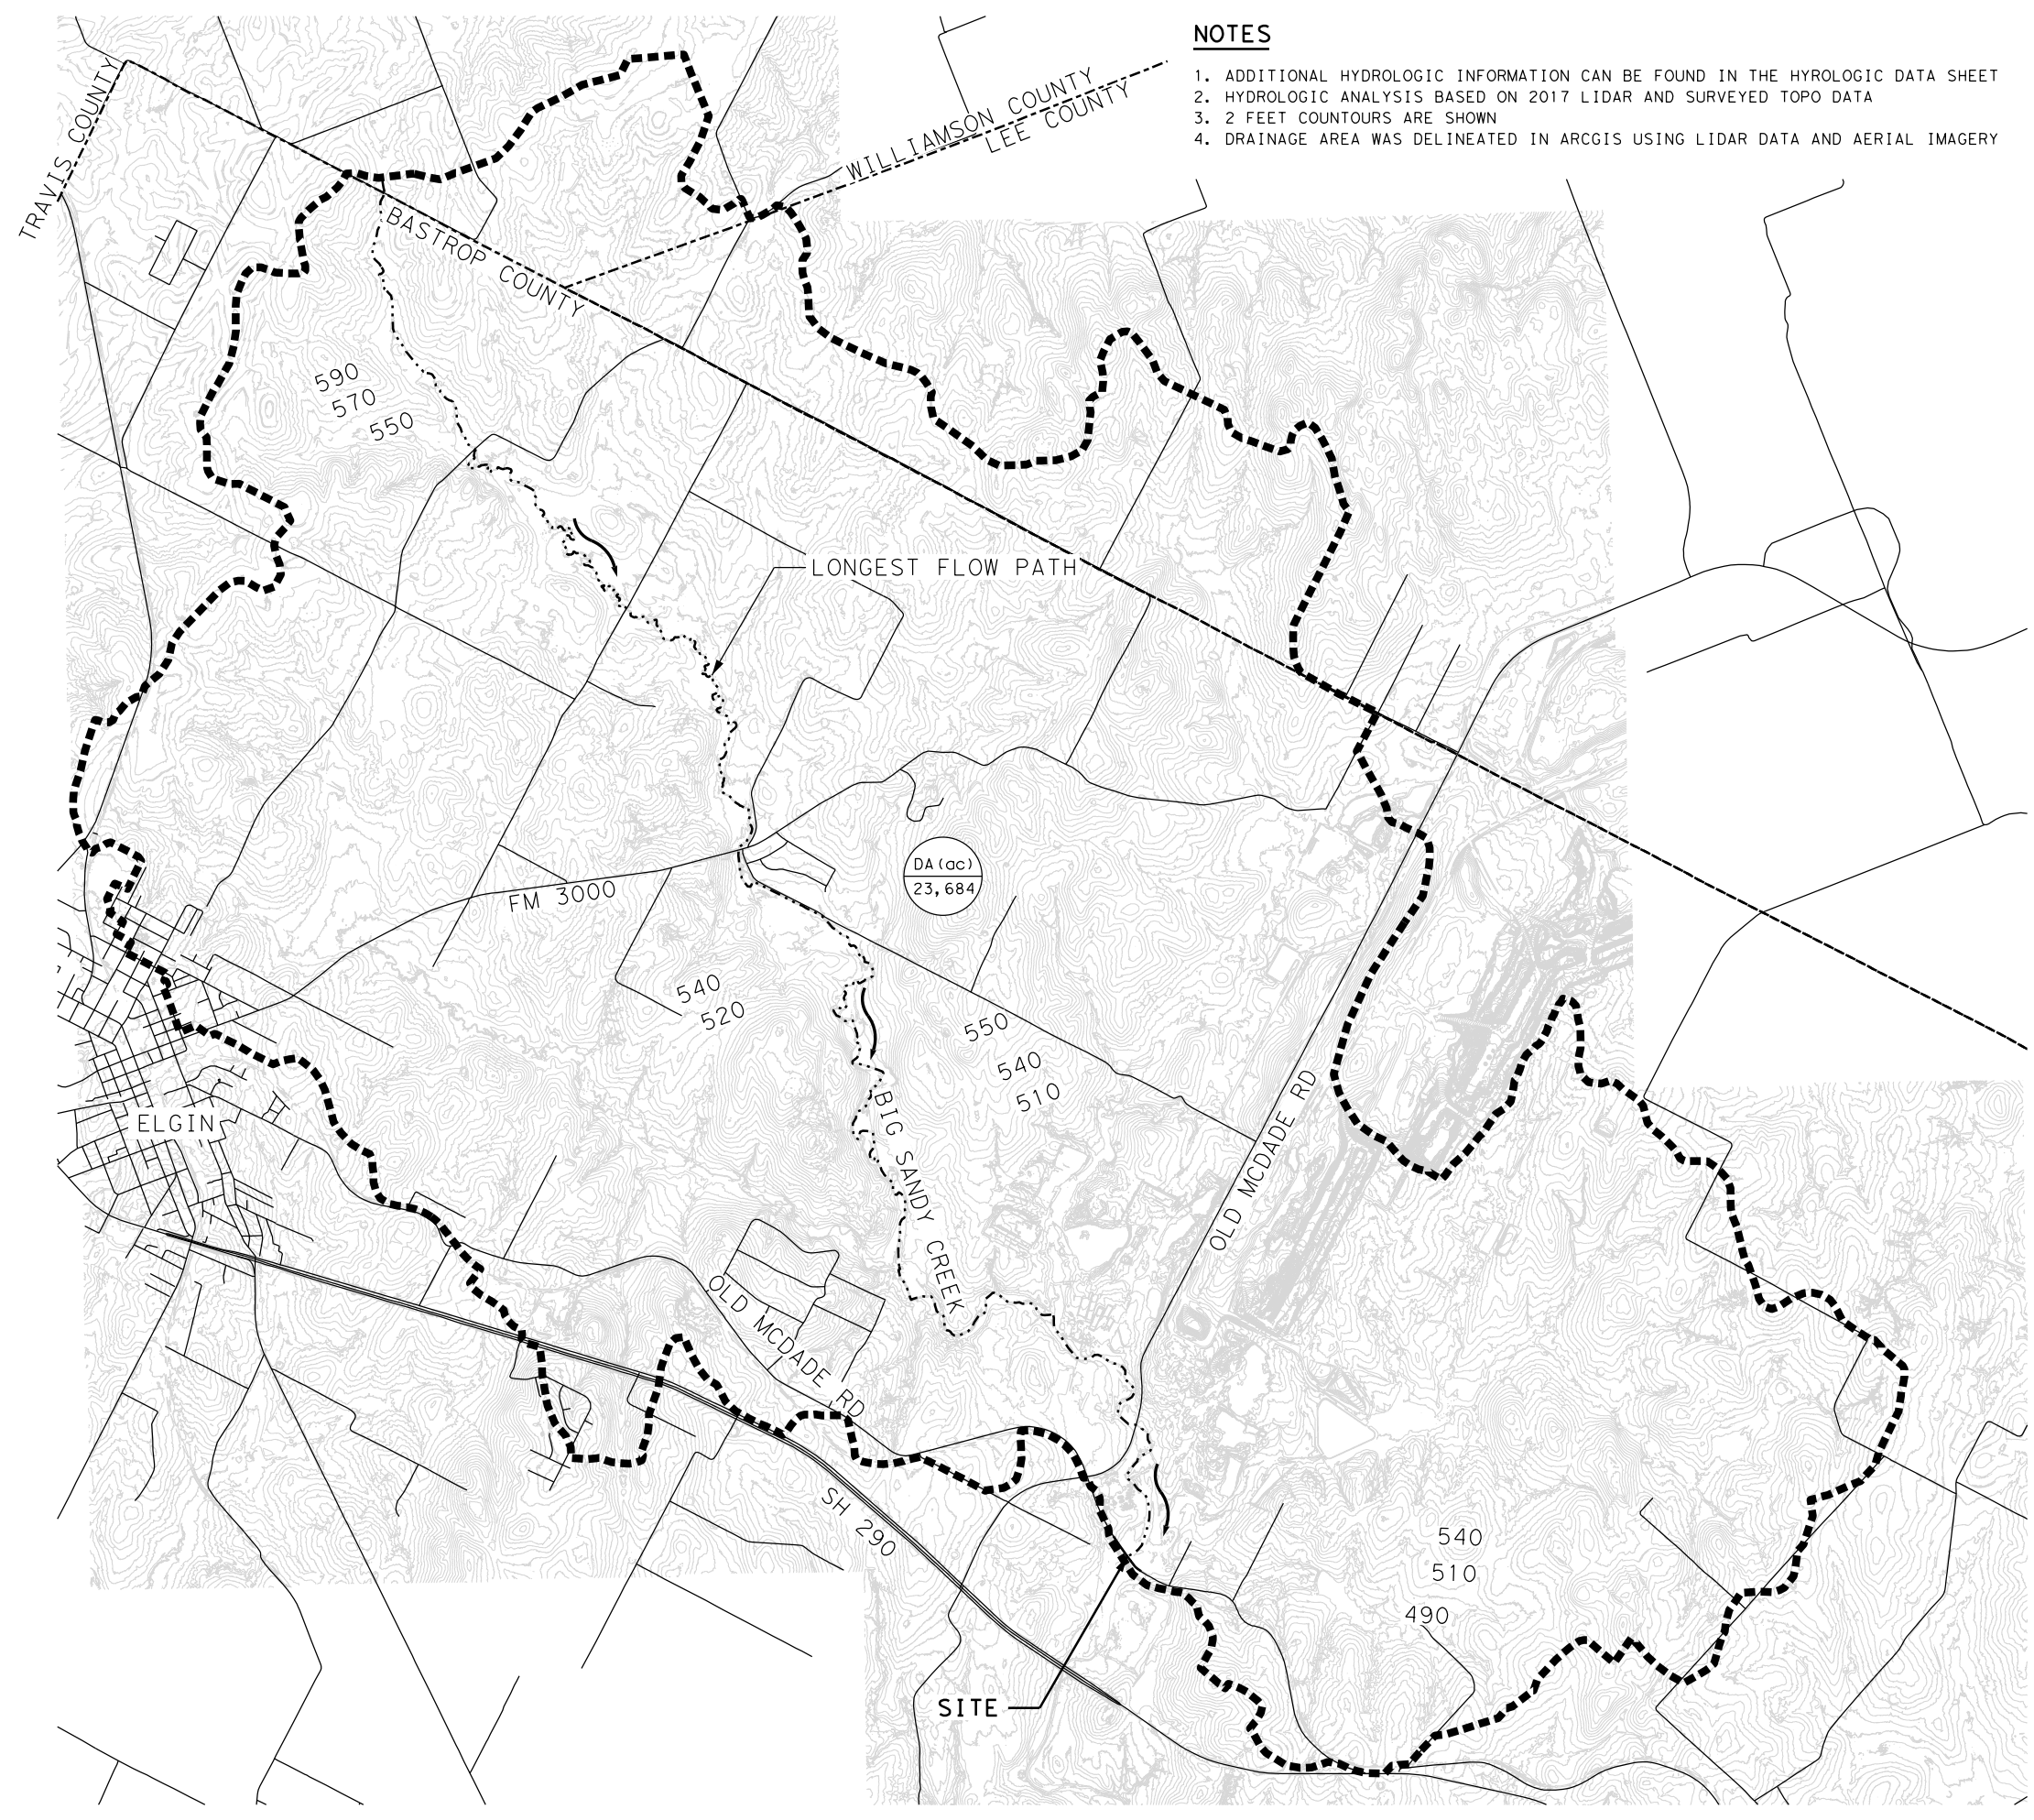 NOTES
1. ADDITIONAL HYDROLOGIC INFORMATION CAN BE FOUND IN THE HYROLOGIC DATA SHEET
2. HYDROLOGIC ANALYSIS BASED ON 2017 LIDAR AND SURVEYED TOPO DATA
3. 2 FEET COUNTOURS ARE SHOWN
4. DRAINAGE AREA WAS DELINEATED IN ARCGIS USING LIDAR DATA AND AERIAL IMAGERY
TRAVIS COUNTY
WILLIAMSON COUNTY
LEE COUNTY
BASTROP COUNTY
590
570
550
LONGEST FLOW PATH
DA(ac)
23,684
FM 3000
540
520
550
540
510
ELGIN
BIG SANDY CREEK
OLD MCDADE RD
OLD MCDADE RD
SH 290
540
510
490
SITE